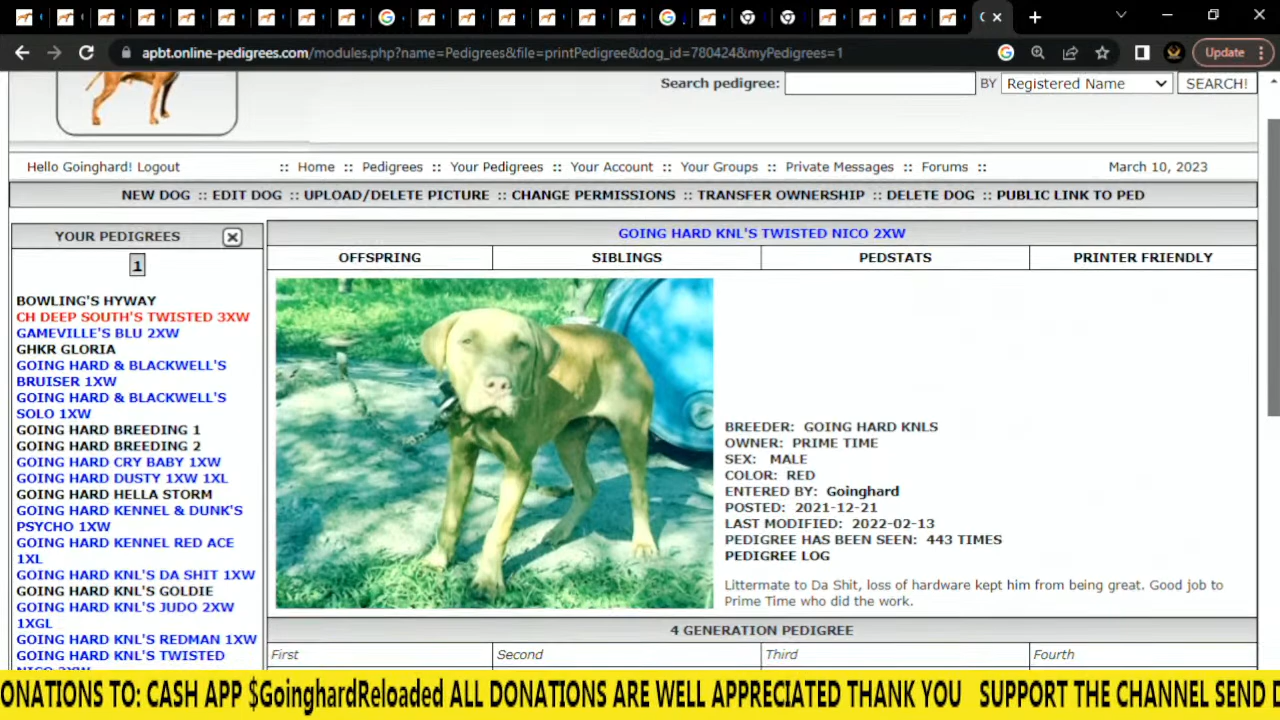 apbt.online-pedigrees.com/modules.php?name=Pedigrees&file=printPedigree&dog_id=780424&myPedigrees=1
Update
Search pedigree: BY Registered Name SEARCH!
Hello Goinghard! Logout :: Home :: Pedigrees :: Your Pedigrees :: Your Account :: Your Groups :: Private Messages :: Forums :: March 10, 2023
NEW DOG :: EDIT DOG :: UPLOAD/DELETE PICTURE :: CHANGE PERMISSIONS :: TRANSFER OWNERSHIP :: DELETE DOG :: PUBLIC LINK TO PED
YOUR PEDIGREES
1
BOWLING'S HYWAY
CH DEEP SOUTH'S TWISTED 3XW
GAMEVILLE'S BLU 2XW
GHKR GLORIA
GOING HARD & BLACKWELL'S
BRUISER 1XW
GOING HARD & BLACKWELL'S
SOLO 1XW
GOING HARD BREEDING 1
GOING HARD BREEDING 2
GOING HARD CRY BABY 1XW
GOING HARD DUSTY 1XW 1XL
GOING HARD HELLA STORM
GOING HARD KENNEL & DUNK'S
PSYCHO 1XW
GOING HARD KENNEL RED ACE
1XL
GOING HARD KNL'S DA SHIT 1XW
GOING HARD KNL'S GOLDIE
GOING HARD KNL'S JUDO 2XW
1XGL
GOING HARD KNL'S REDMAN 1XW
GOING HARD KNL'S TWISTED
NICO 2XW
GOING HARD KNL'S TWISTED NICO 2XW
OFFSPRING SIBLINGS PEDSTATS PRINTER FRIENDLY
BREEDER: GOING HARD KNLS
OWNER: PRIME TIME
SEX: MALE
COLOR: RED
ENTERED BY: Goinghard
POSTED: 2021-12-21
LAST MODIFIED: 2022-02-13
PEDIGREE HAS BEEN SEEN: 443 TIMES
PEDIGREE LOG
Littermate to Da Shit, loss of hardware kept him from being great. Good job to
Prime Time who did the work.
4 GENERATION PEDIGREE
First Second Third Fourth
ONATIONS TO: CASH APP $GoinghardReloaded ALL DONATIONS ARE WELL APPRECIATED THANK YOU SUPPORT THE CHANNEL SEND D